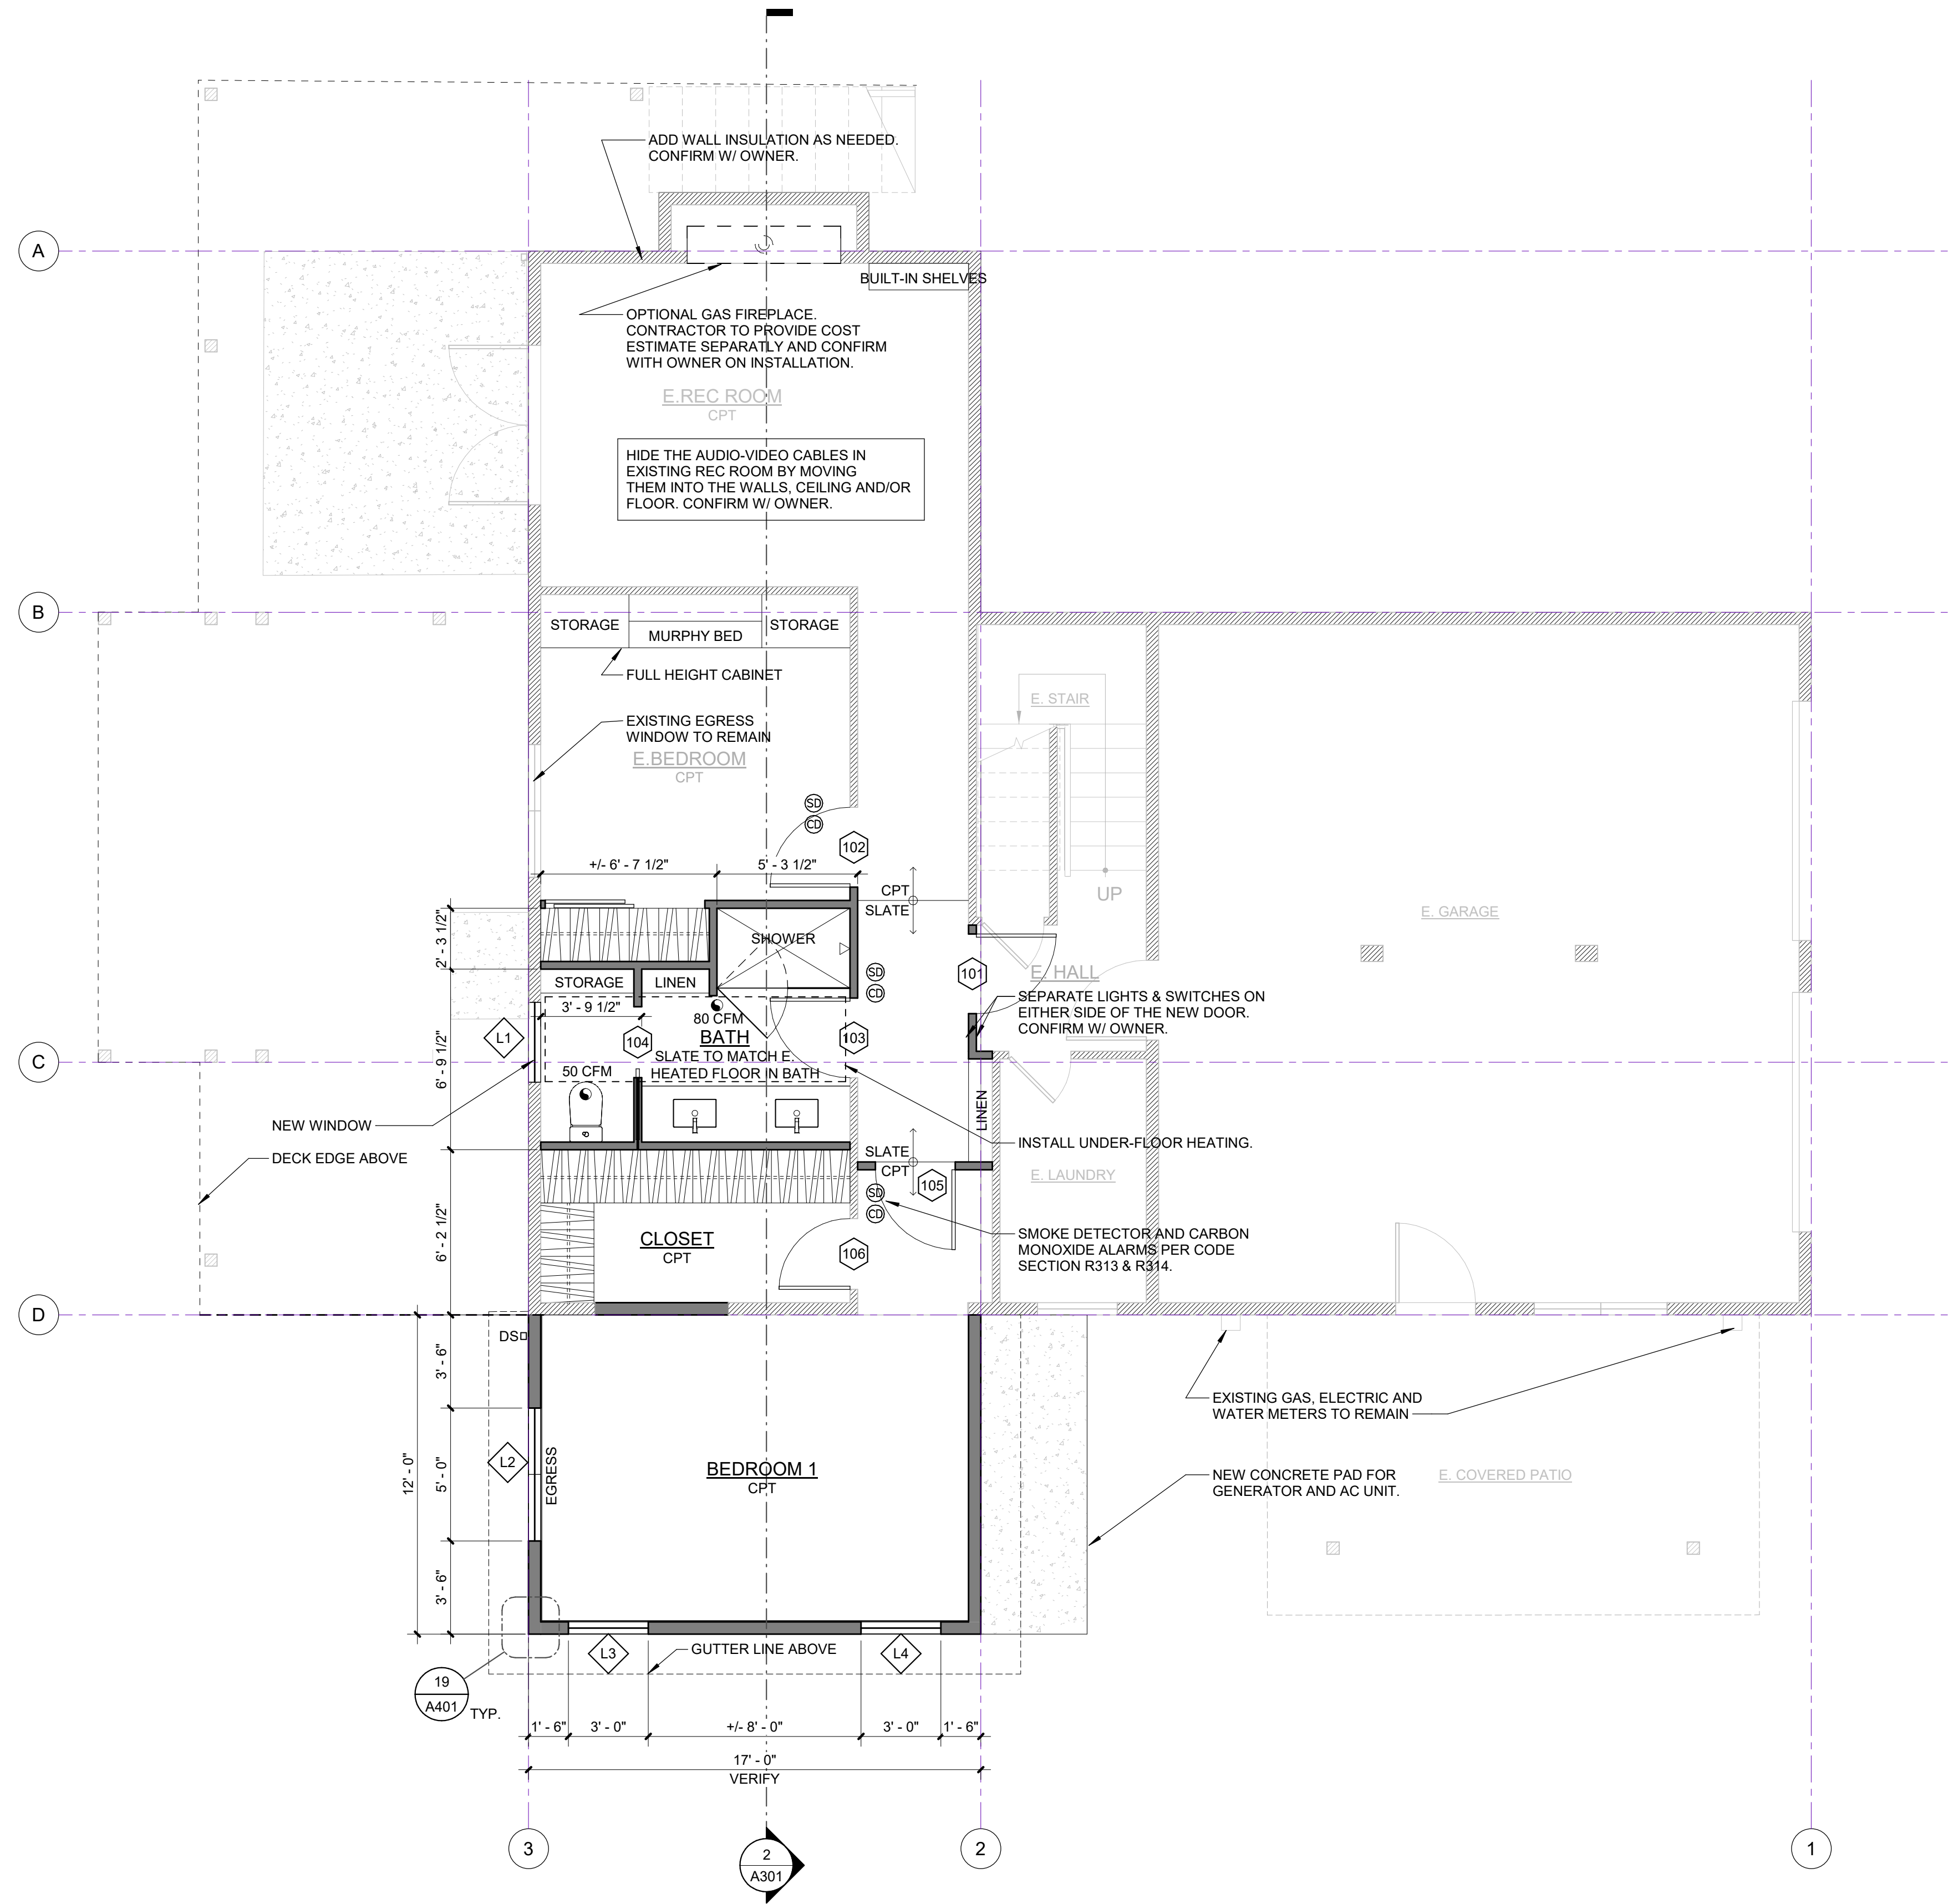 ADD WALL INSULATION AS NEEDED.
CONFIRM W/ OWNER.
A
BUILT-IN SHELVES
OPTIONAL GAS FIREPLACE.
CONTRACTOR TO PROVIDE COST
ESTIMATE SEPARATLY AND CONFIRM
WITH OWNER ON INSTALLATION.
E.REC ROOM
CPT
HIDE THE AUDIO-VIDEO CABLES IN
EXISTING REC ROOM BY MOVING
THEM INTO THE WALLS, CEILING AND/OR
FLOOR. CONFIRM W/ OWNER.
B
STORAGE
MURPHY BED
STORAGE
FULL HEIGHT CABINET
EXISTING EGRESS
WINDOW TO REMAIN
E.BEDROOM
CPT
E. STAIR
UP
SD
CD
102
+/- 6' - 7 1/2"
5' - 3 1/2"
CPT
SLATE
E. GARAGE
2' - 3 1/2"
SHOWER
SD
CD
101
E. HALL
STORAGE
LINEN
SEPARATE LIGHTS & SWITCHES ON
EITHER SIDE OF THE NEW DOOR.
CONFIRM W/ OWNER.
3' - 9 1/2"
80 CFM
L1
104
BATH
103
SLATE TO MATCH E.
HEATED FLOOR IN BATH
50 CFM
C
6' - 9 1/2"
LINEN
NEW WINDOW
DECK EDGE ABOVE
INSTALL UNDER-FLOOR HEATING.
SLATE
CPT
E. LAUNDRY
105
SD
CD
6' - 2 1/2"
CLOSET
CPT
106
SMOKE DETECTOR AND CARBON
MONOXIDE ALARMS PER CODE
SECTION R313 & R314.
D
DS
3' - 6"
EXISTING GAS, ELECTRIC AND
WATER METERS TO REMAIN
12' - 0"
5' - 0"
L2
EGRESS
BEDROOM 1
CPT
NEW CONCRETE PAD FOR
GENERATOR AND AC UNIT.
E. COVERED PATIO
3' - 6"
L3
GUTTER LINE ABOVE
L4
19
A401
TYP.
1' - 6"
3' - 0"
+/- 8' - 0"
3' - 0"
1' - 6"
17' - 0"
VERIFY
3
2
1
2
A301